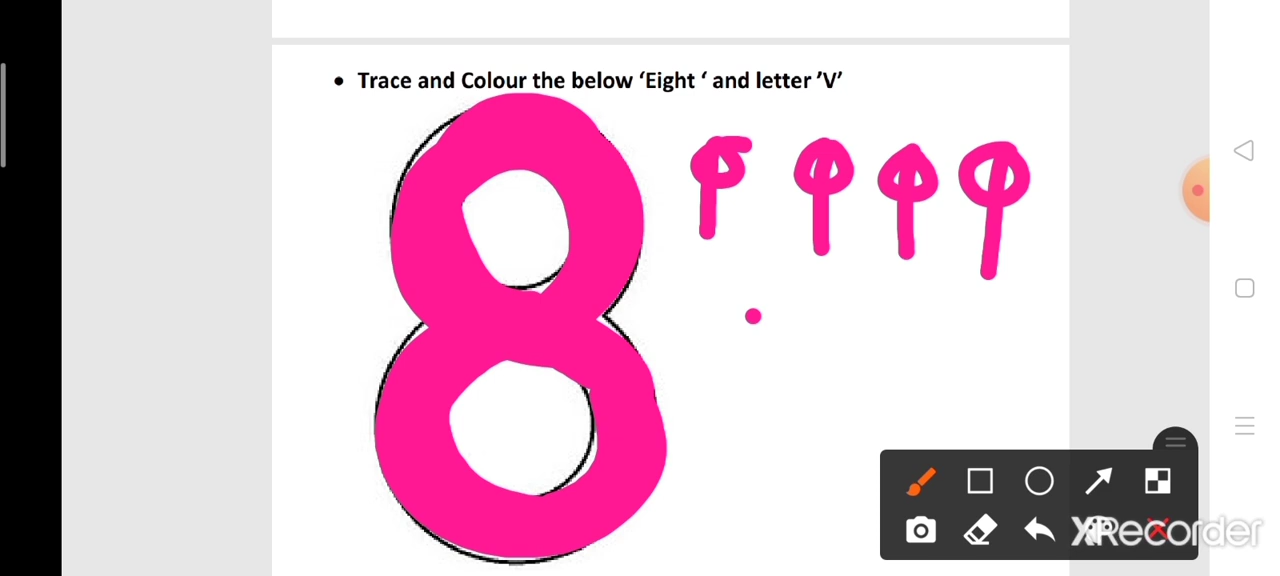 • Trace and Colour the below ‘Eight ‘ and letter ’V’
8
XRecorder